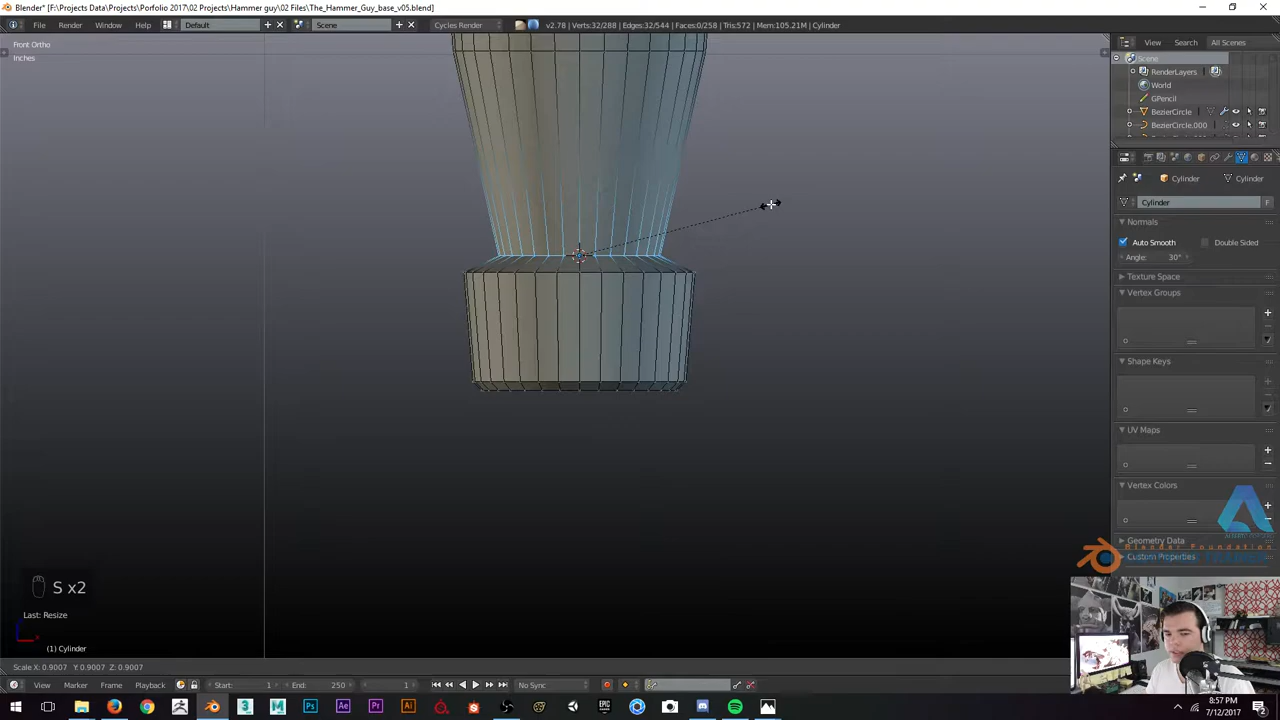 Blender* [F:\Projects Data\Projects\Porfolio 2017\02 Projects\Hammer guy\02 Files\The_Hammer_Guy_base_v05.blend]
File Render Window Help Default Scene Cycles Render v2.78 | Verts:32/288 | Edges:32/544 | Faces:0/258 | Tris:572 | Mem:105.21M | Cylinder
Front Ortho
Inches
View Search All Scenes
Scene
RenderLayers
World
GPencil
BezierCircle
BezierCircle.000
Cylinder Cylinder
Cylinder F
Normals
Auto Smooth Double Sided
Angle: 30°
Texture Space
Vertex Groups
Shape Keys
UV Maps
Vertex Colors
Geometry Data
Blender Foundation
Custom Properties
S x2
Last: Resize
(1) Cylinder
Scale X: 0.9007 Y: 0.9007 Z: 0.9007
View Marker Frame Playback Start: 1 End: 250 1 No Sync
8:57 PM
7/12/2017